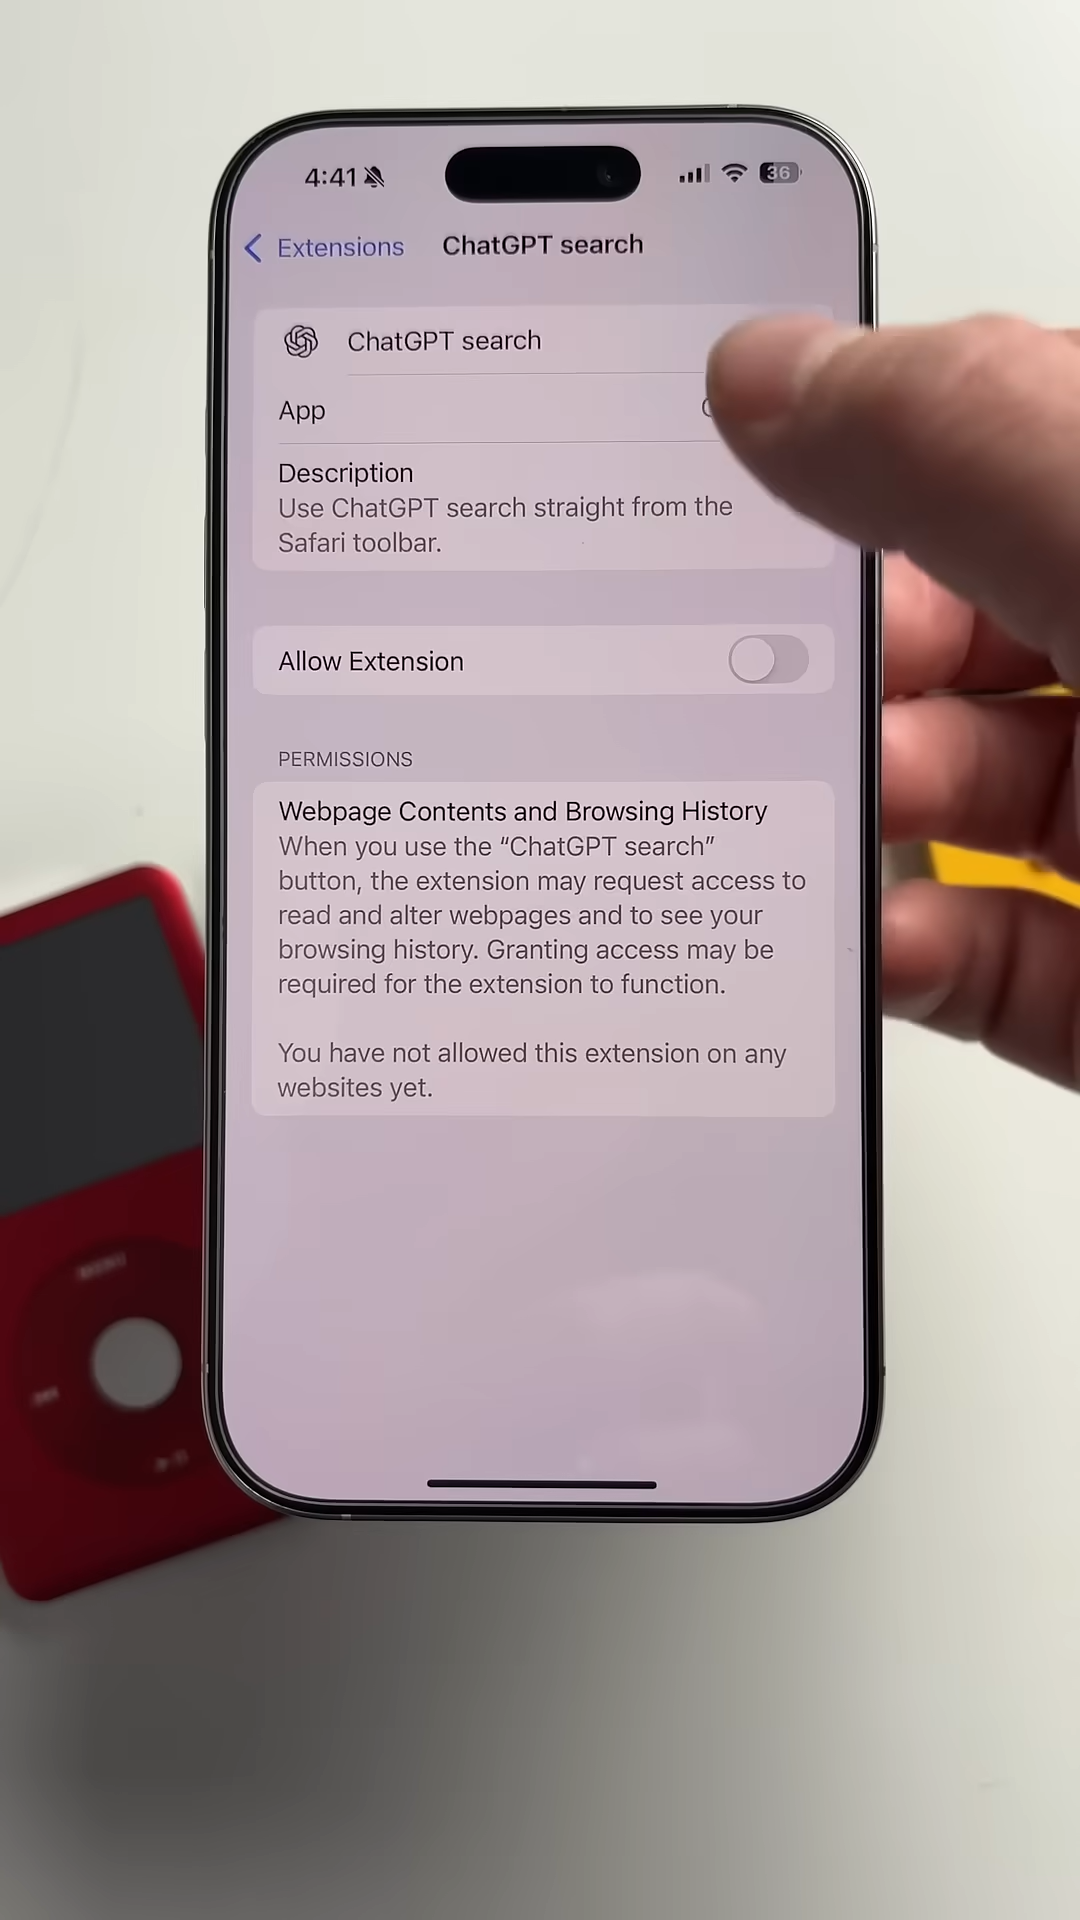 4:41
36
Extensions
ChatGPT search
ChatGPT search
App
Description
Use ChatGPT search straight from the
Safari toolbar.
Allow Extension
PERMISSIONS
Webpage Contents and Browsing History
When you use the “ChatGPT search”
button, the extension may request access to
read and alter webpages and to see your
browsing history. Granting access may be
required for the extension to function.
You have not allowed this extension on any
websites yet.
MENU